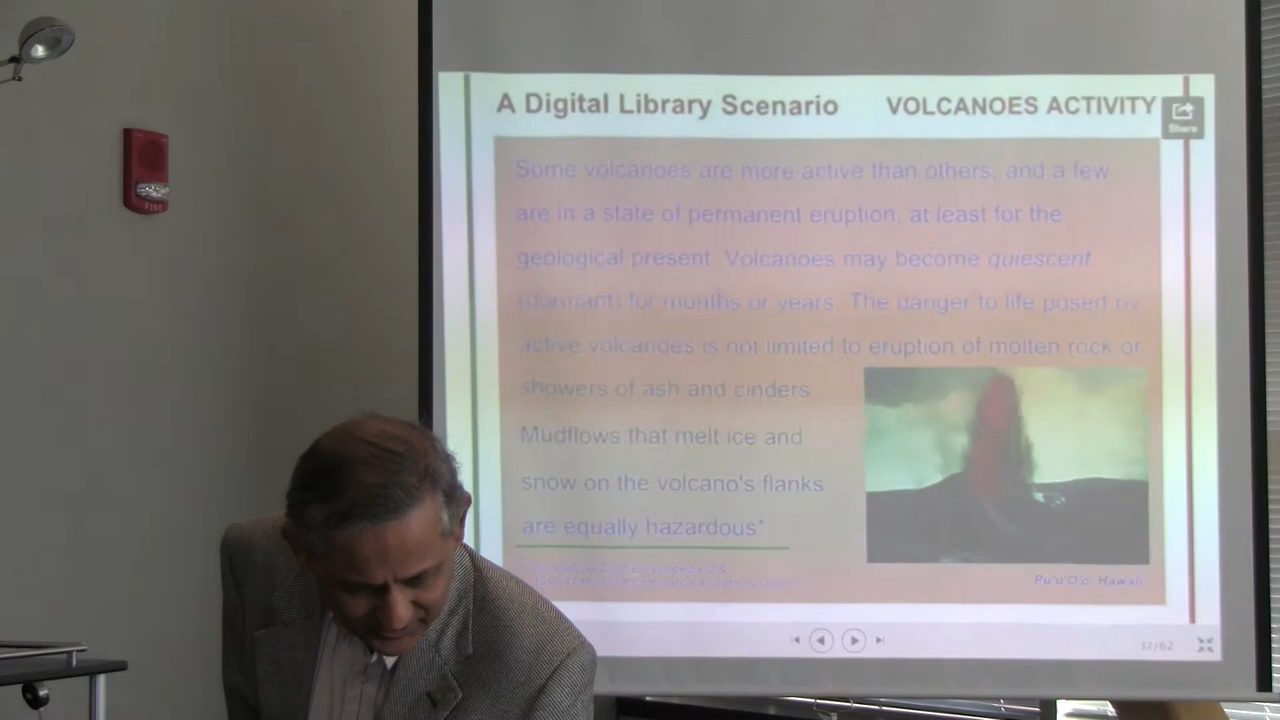 A Digital Library Scenario VOLCANOES ACTIVITY
Share
Some volcanoes are more active than others, and a few
are in a state of permanent eruption, at least for the
geological present. Volcanoes may become quiescent
(dormant) for months or years. The danger to life posed by
active volcanoes is not limited to eruption of molten rock or
showers of ash and cinders
Mudflows that melt ice and
snow on the volcano's flanks
are equally hazardous*
Pu'u'O'o, Hawaii
32/62
FIRE